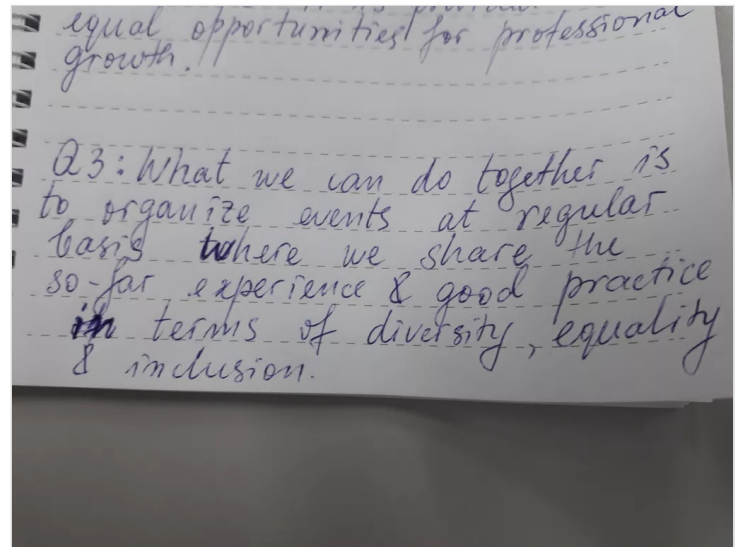 equal opportunities for professional
growth.
Q3: What we can do together is
to organize events at regular
basis where we share the
so-far experience & good practice
in terms of diversity, equality
& inclusion.